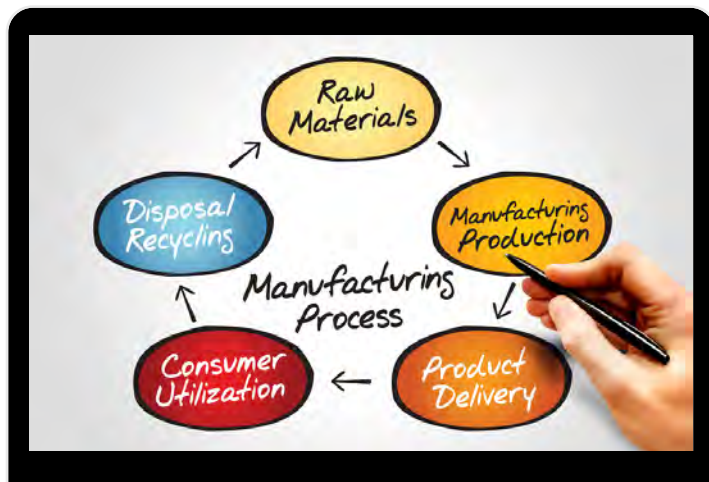 Raw
Materials
Manufacturing
Production
Product
Delivery
Consumer
Utilization
Disposal
Recycling
Manufacturing
Process